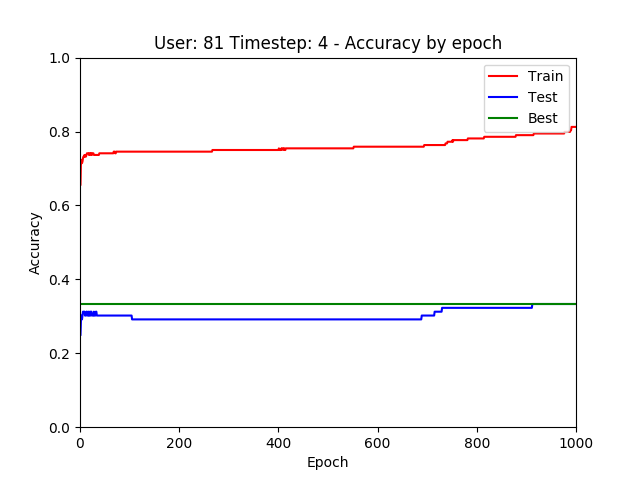 User: 81 Timestep: 4 - Accuracy by epoch
1.0
0.8
0.6
0.4
0.2
0.0
Accuracy
Train
Test
Best
0 200 400 600 800 1000
Epoch